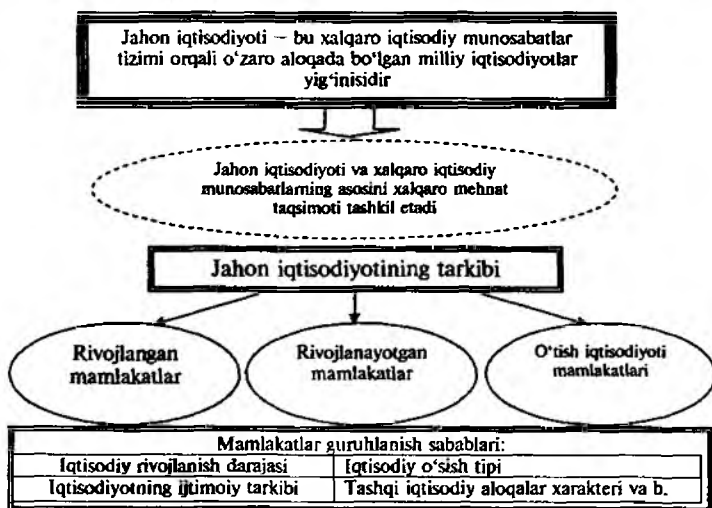 Jahon iqtisodiyoti – bu xalqaro iqtisodiy munosabatlar
tizimi orqali o‘zaro aloqada bo‘lgan milliy iqtisodiyotlar
yig‘inisidir
Jahon iqtisodiyoti va xalqaro iqtisodiy
munosabatlarning asosini xalqaro mehnat
taqsimoti tashkil etadi
Jahon iqtisodiyotining tarkibi
Rivojlangan
mamlakatlar
Rivojlanayotgan
mamlakatlar
O‘tish iqtisodiyoti
mamlakatlari
Mamlakatlar guruhlanish sabablari:
Iqtisodiy rivojlanish darajasi
Iqtisodiy o‘sish tipi
Iqtisodiyotning ijtimoiy tarkibi
Tashqi iqtisodiy aloqalar xarakteri va b.